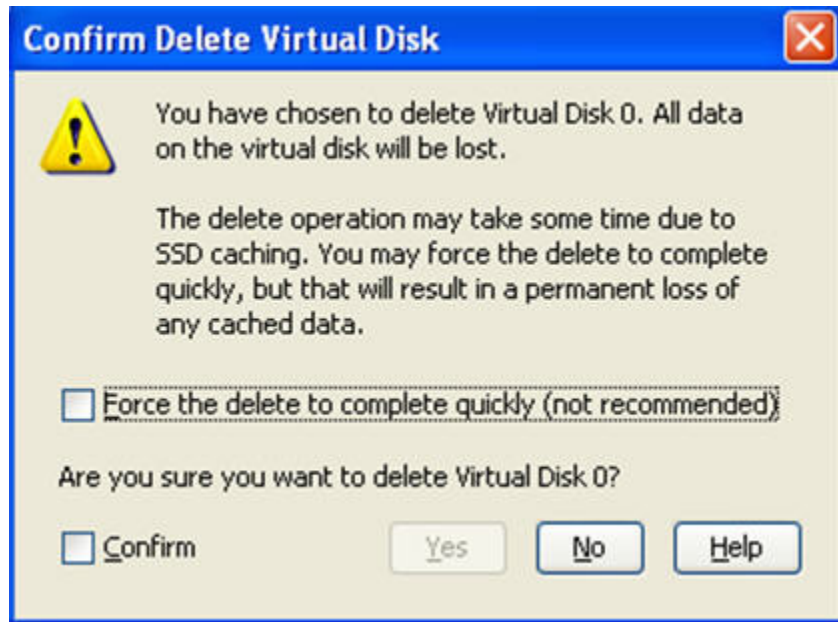 Confirm Delete Virtual Disk
You have chosen to delete Virtual Disk 0. All data
on the virtual disk will be lost.
The delete operation may take some time due to
SSD caching. You may force the delete to complete
quickly, but that will result in a permanent loss of
any cached data.
Force the delete to complete quickly (not recommended)
Are you sure you want to delete Virtual Disk 0?
Confirm Yes No Help